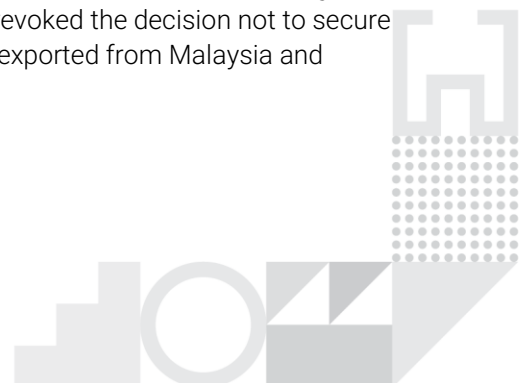 evoked the decision not to secure
exported from Malaysia and